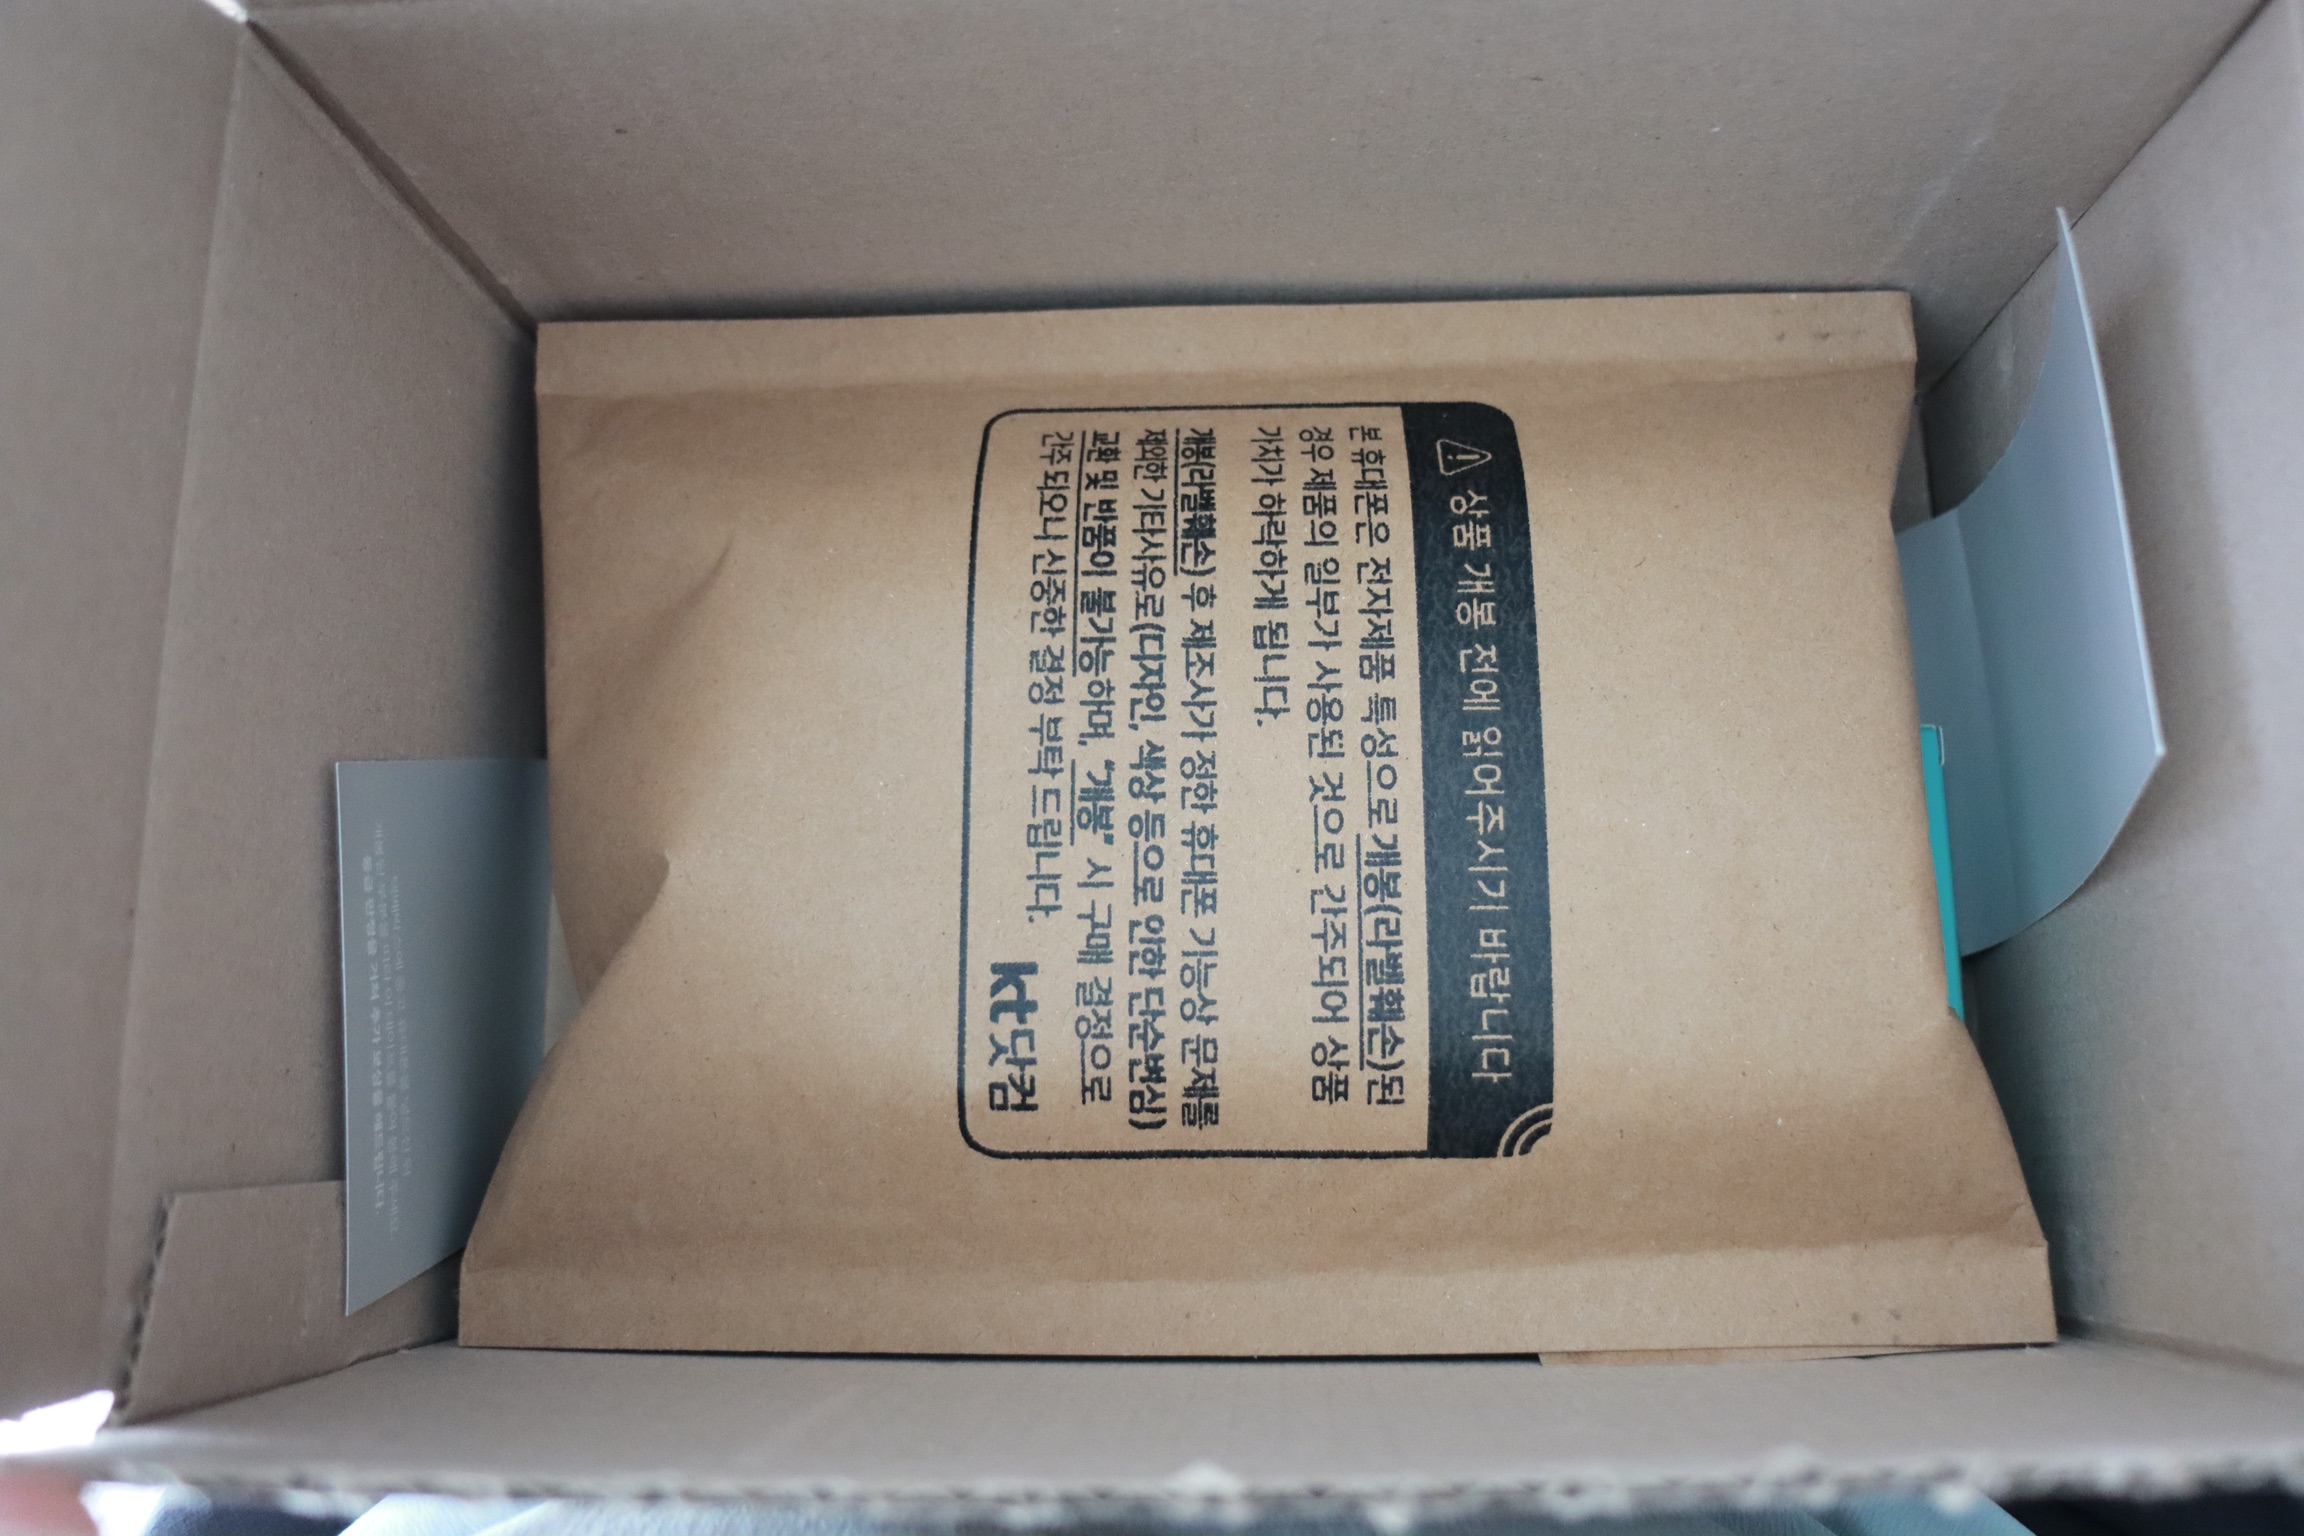 상품 개봉 전에 읽어주시기 바랍니다
본 휴대폰은 전자제품 특성으로 개봉(라벨훼손)된
경우 제품의 일부가 사용된 것으로 간주되어 상품
가치가 하락하게 됩니다.
개봉(라벨훼손) 후 제조사가 정한 휴대폰 기능상 문제를
제외한 기타사유로(디자인, 색상 등으로 인한 단순변심)
교환 및 반품이 불가능하며, "개봉" 시 구매 결정으로
간주 되오니 신중한 결정 부탁 드립니다.
kt닷컴